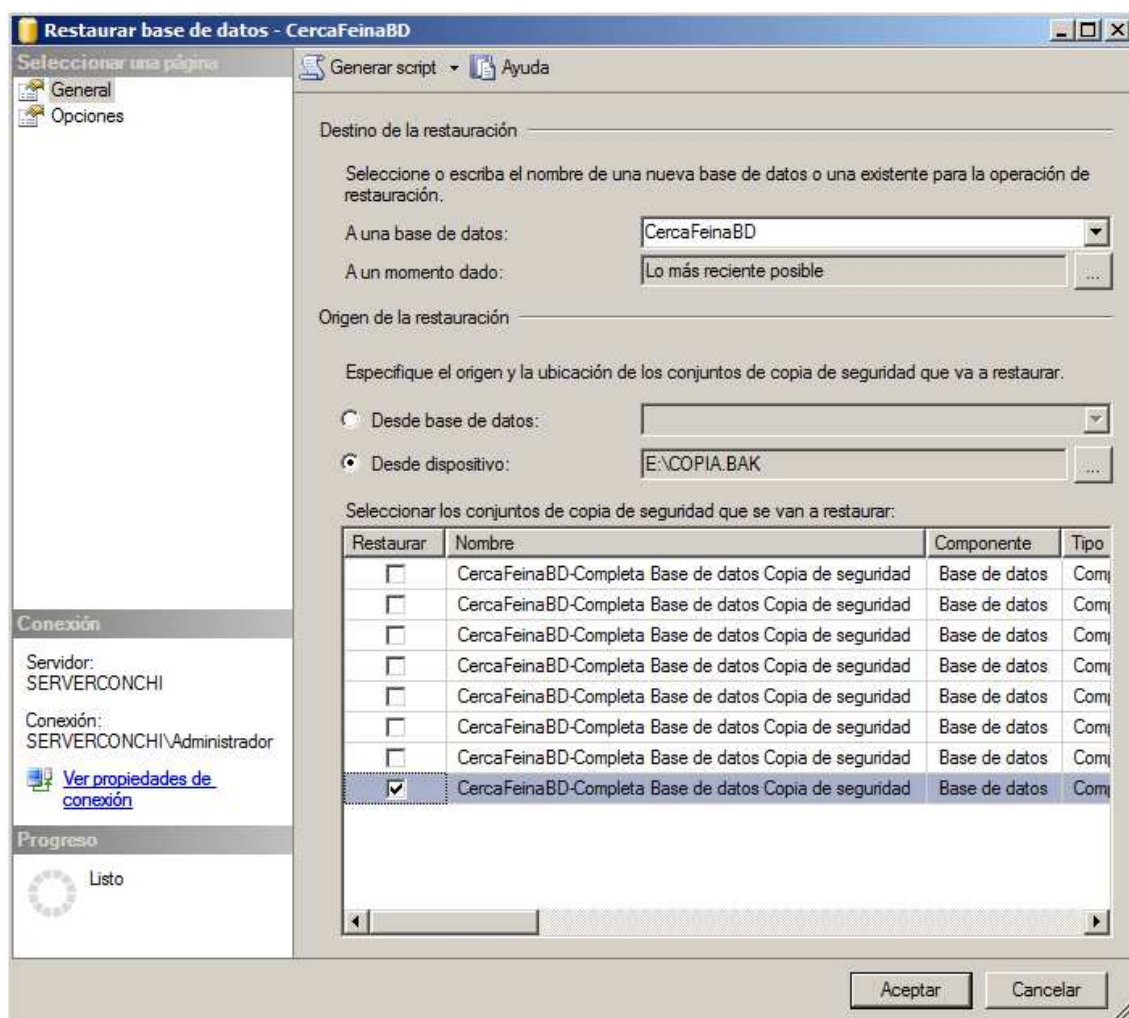 Restaurar base de datos - CercaFeinaBD
Seleccionar una página
General
Opciones
Generar script
Ayuda
Destino de la restauración
Seleccione o escriba el nombre de una nueva base de datos o una existente para la operación de
restauración.
A una base de datos: CercaFeinaBD
A un momento dado: Lo más reciente posible ...
Origen de la restauración
Especifique el origen y la ubicación de los conjuntos de copia de seguridad que va a restaurar.
Desde base de datos:
Desde dispositivo: E:\COPIA.BAK ...
Seleccionar los conjuntos de copia de seguridad que se van a restaurar:
Restaurar Nombre Componente Tipo
CercaFeinaBD-Completa Base de datos Copia de seguridad Base de datos Com
CercaFeinaBD-Completa Base de datos Copia de seguridad Base de datos Com
CercaFeinaBD-Completa Base de datos Copia de seguridad Base de datos Com
CercaFeinaBD-Completa Base de datos Copia de seguridad Base de datos Com
CercaFeinaBD-Completa Base de datos Copia de seguridad Base de datos Com
CercaFeinaBD-Completa Base de datos Copia de seguridad Base de datos Com
CercaFeinaBD-Completa Base de datos Copia de seguridad Base de datos Com
CercaFeinaBD-Completa Base de datos Copia de seguridad Base de datos Com
Conexión
Servidor:
SERVERCONCHI
Conexión:
SERVERCONCHI\Administrador
Ver propiedades de
conexión
Progreso
Listo
Aceptar Cancelar